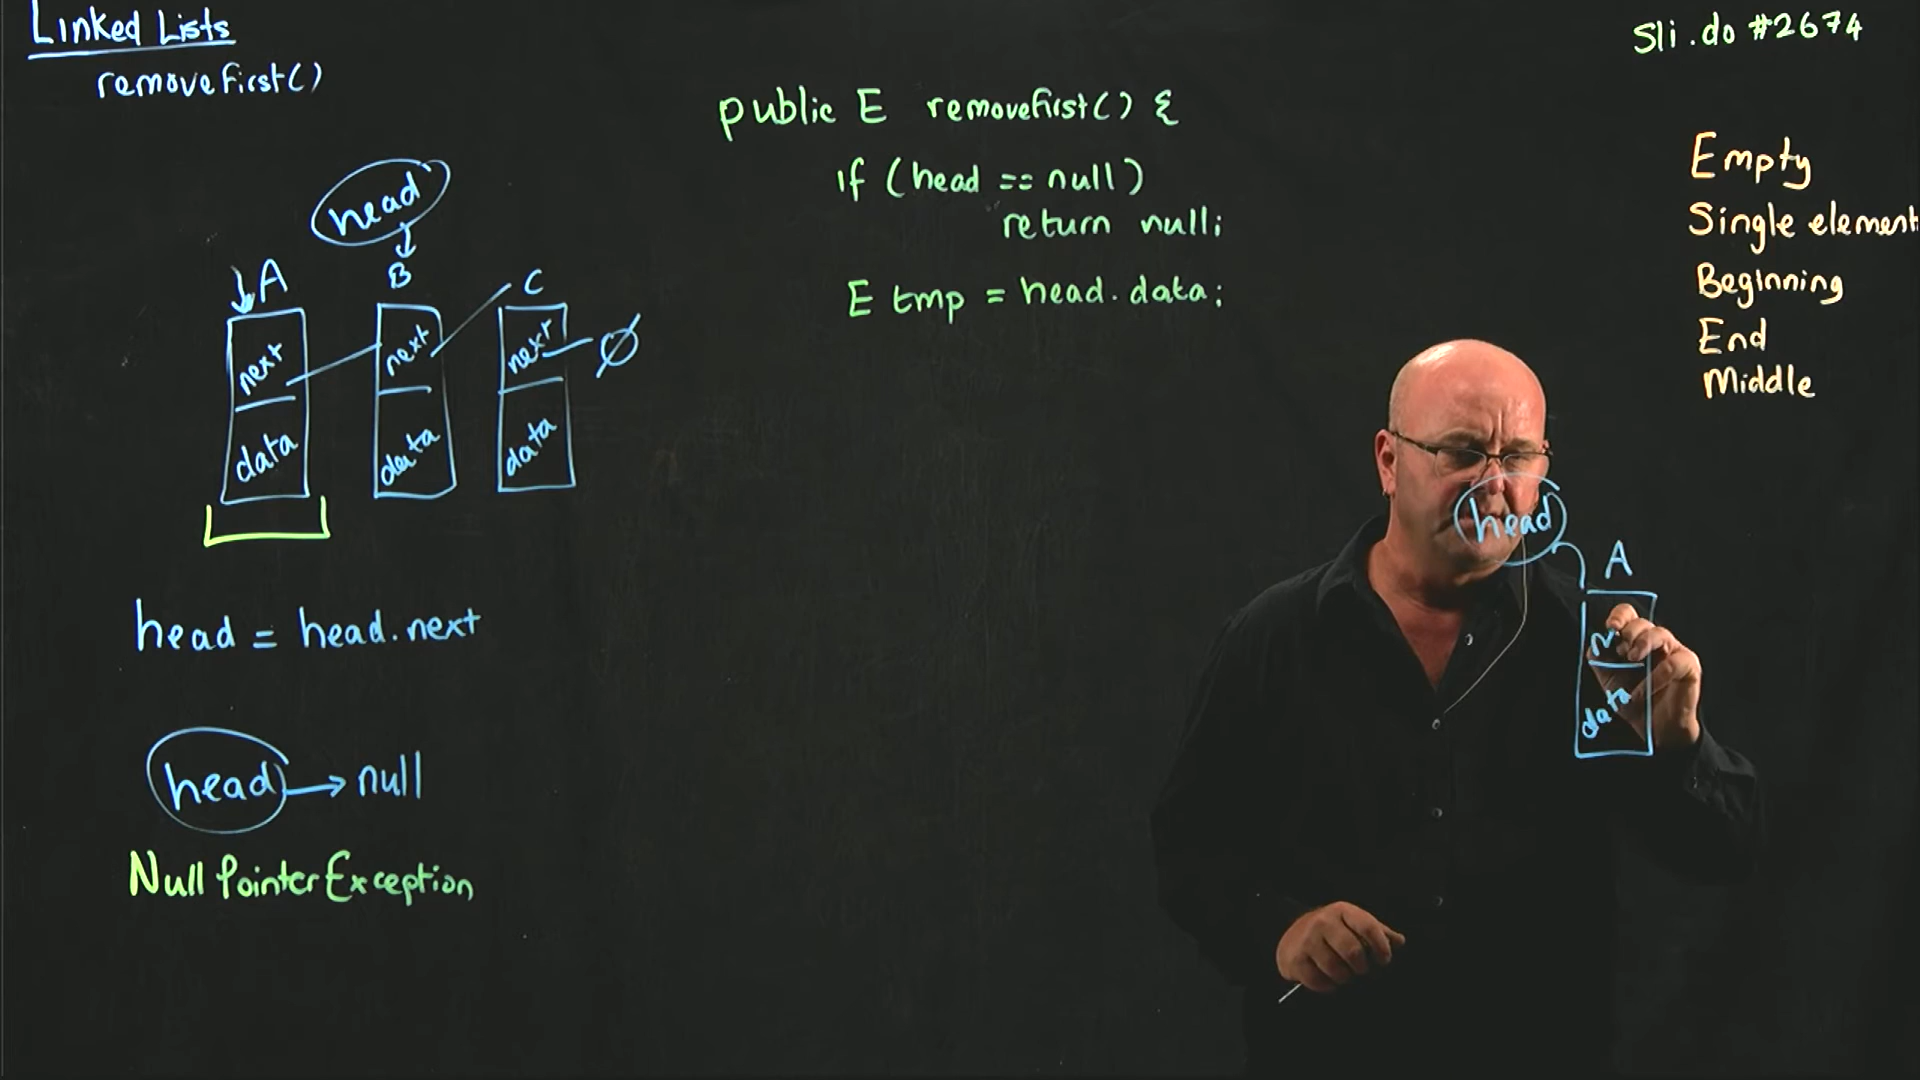 Linked Lists
removeFirst()
Sli.do #2674
public E removeFirst() {
if (head == null)
return null;
E tmp = head.data;
Empty
Single element
Beginning
End
Middle
head
A
B
C
next
next
next
Ø
data
data
data
head = head.next
head → null
NullPointerException
head
A
data